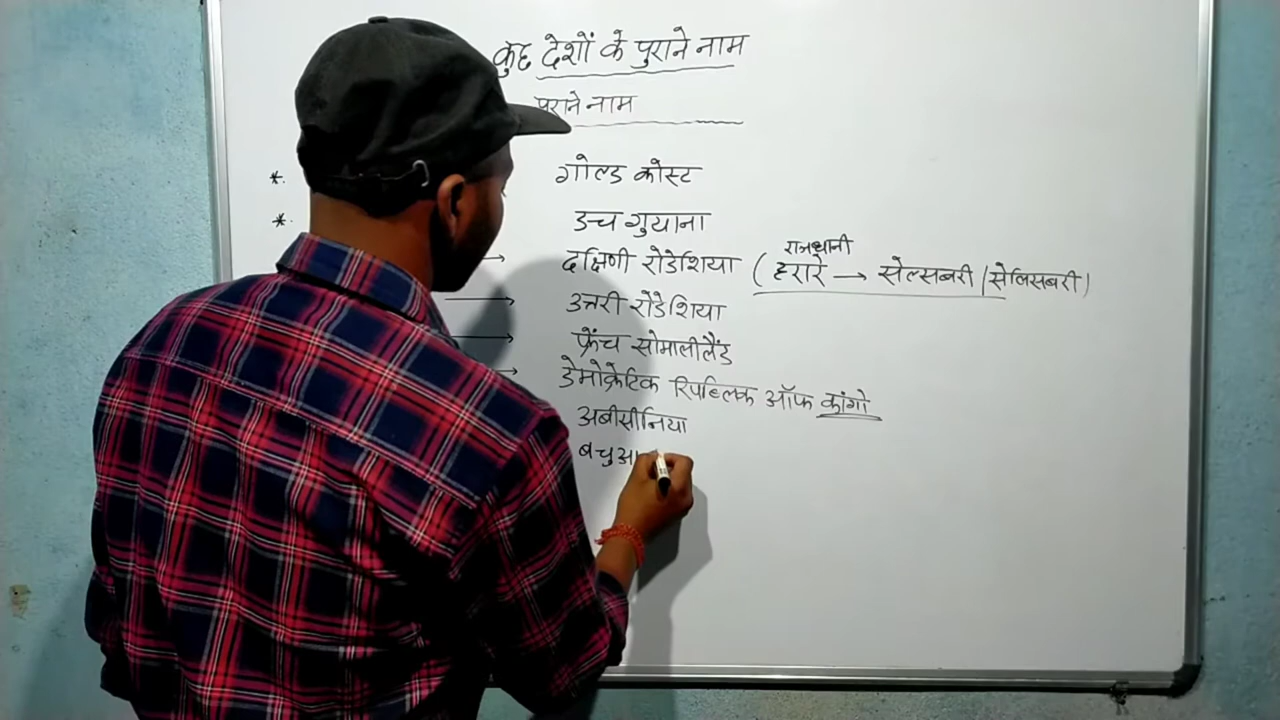 कुछ देशों के पुराने नाम
पुराने नाम
*. गोल्ड कोस्ट
*. डच गुयाना
राजधानी
→ दक्षिणी रोडेशिया ( हरारे → सेल्सबरी / सेलिसबरी )
→ उत्तरी रोडेशिया
→ फ्रेंच सोमालीलैंड
→ डेमोक्रेटिक रिपब्लिक ऑफ कांगो
अबीसीनिया
बचुआ